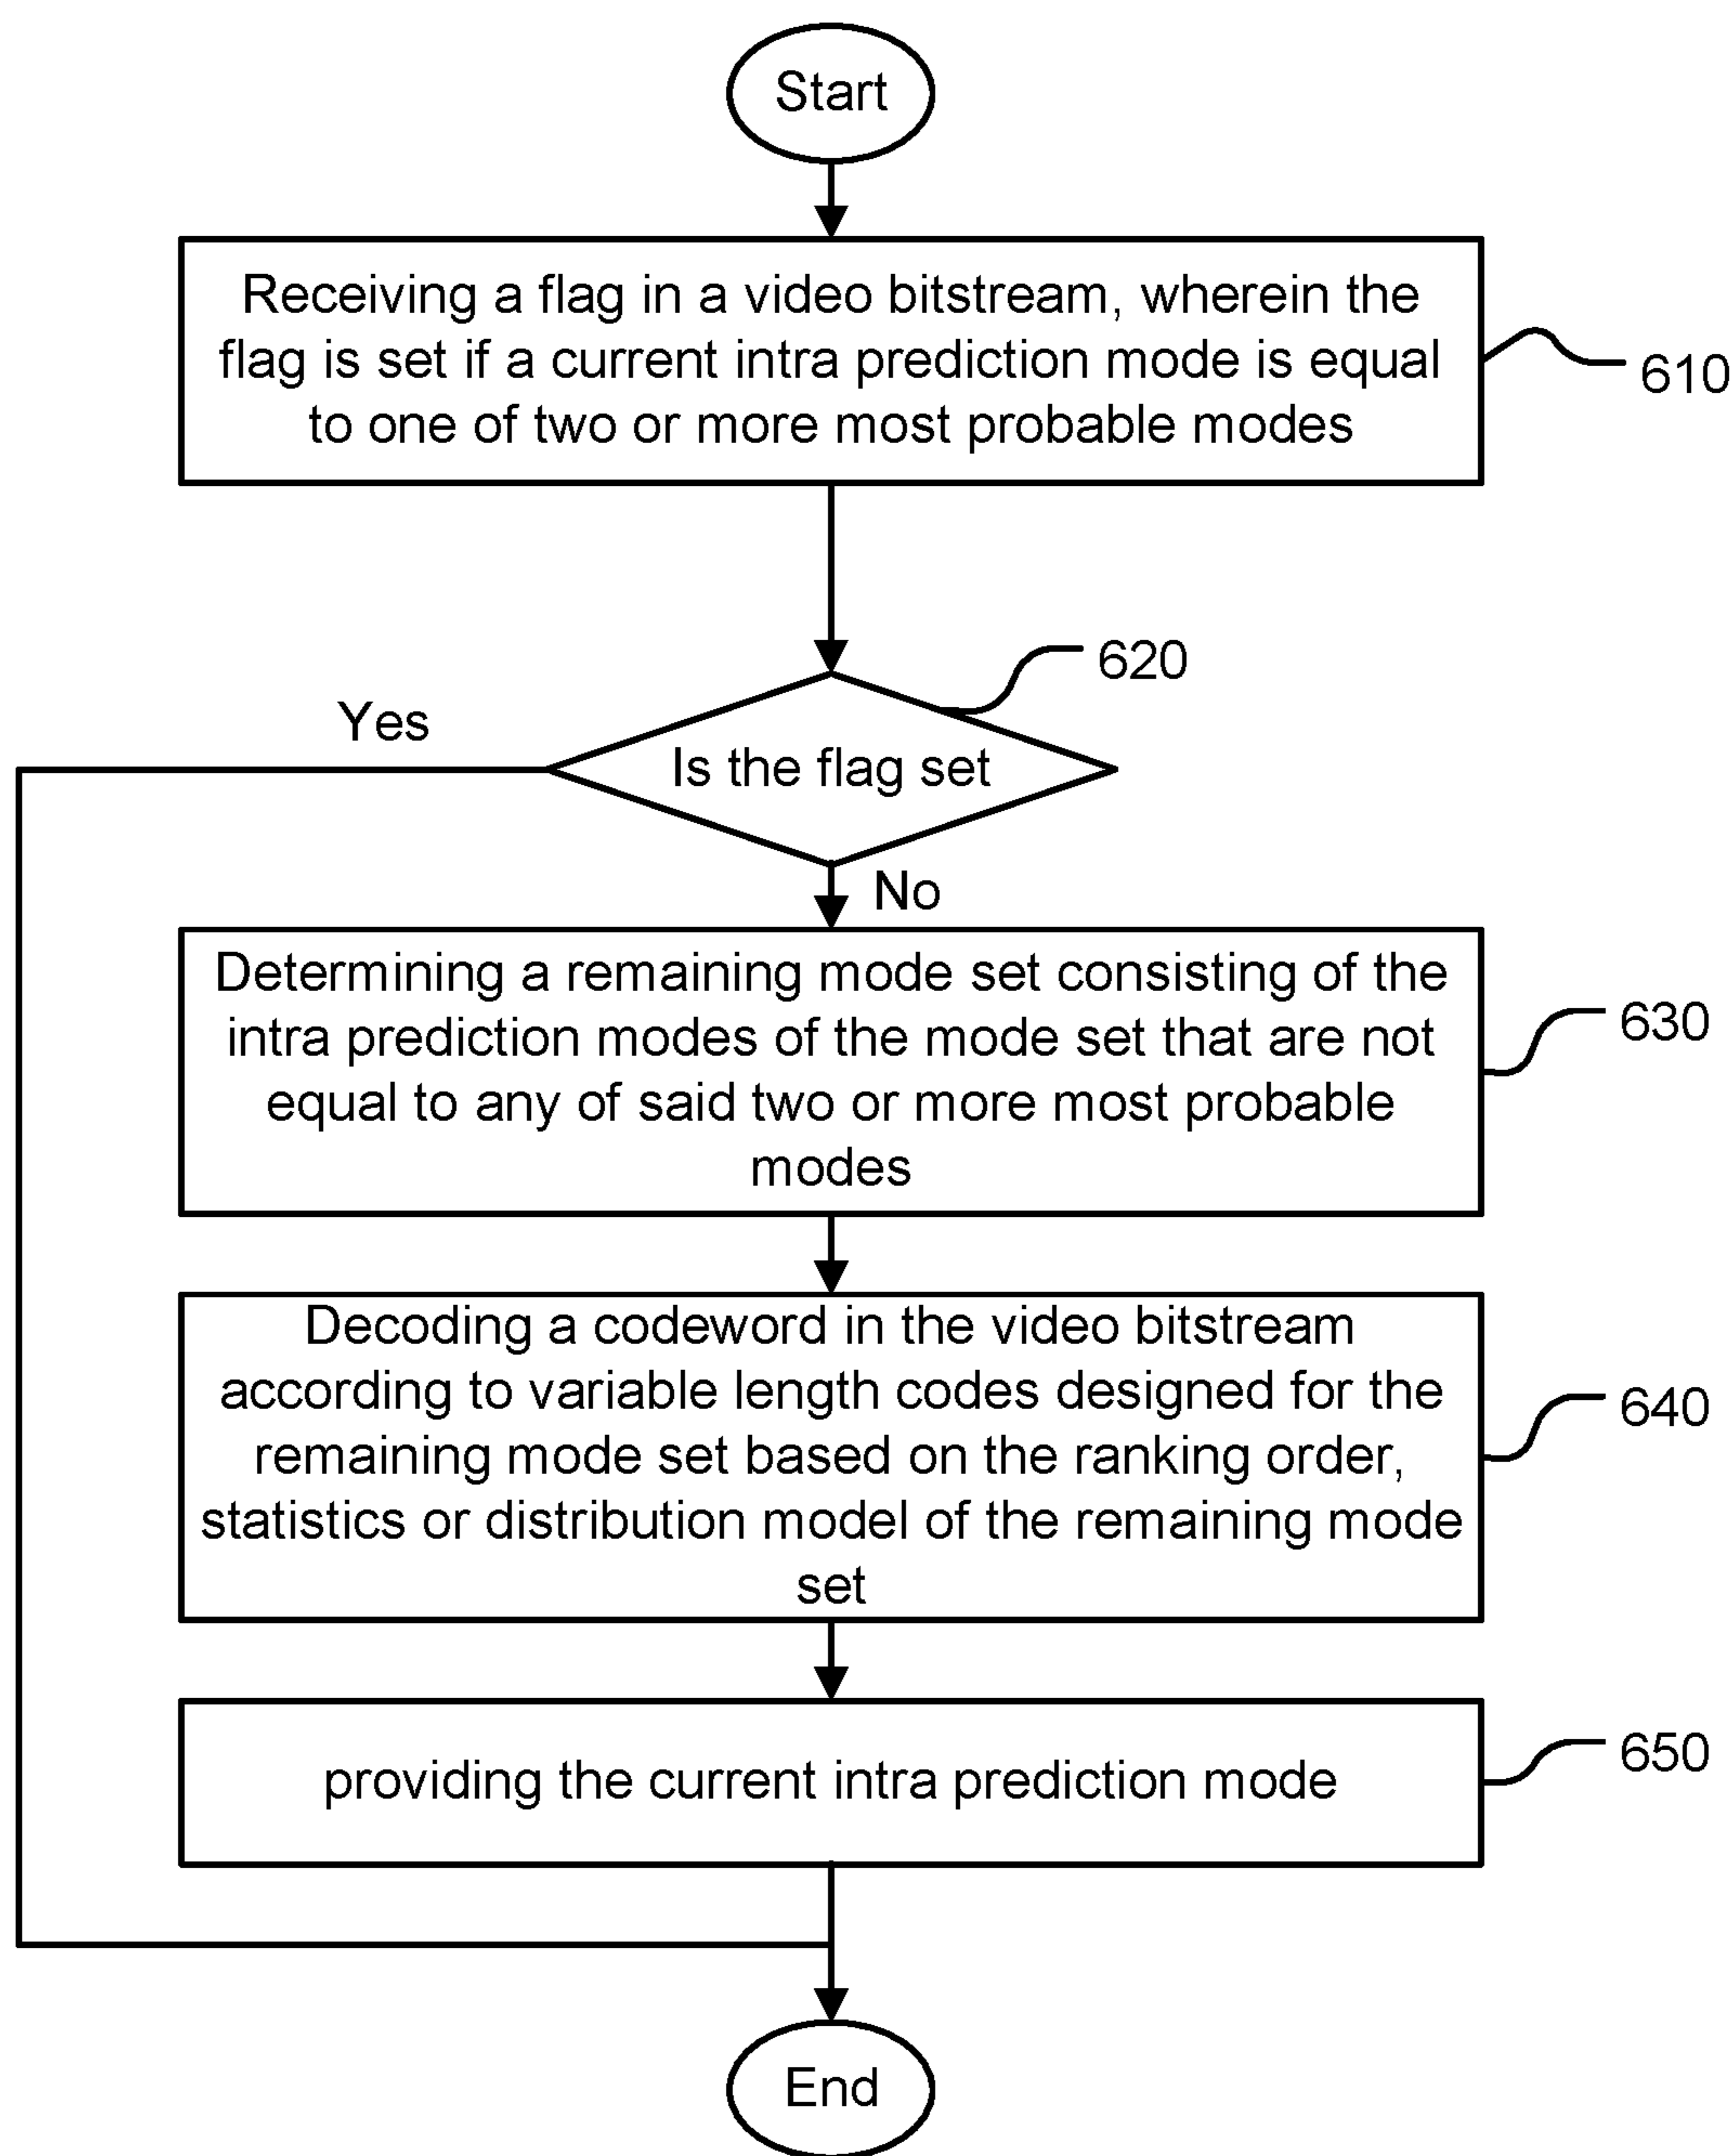 Start
Receiving a flag in a video bitstream, wherein the
flag is set if a current intra prediction mode is equal
to one of two or more most probable modes
610
620
Yes
Is the flag set
No
Determining a remaining mode set consisting of the
intra prediction modes of the mode set that are not
equal to any of said two or more most probable
modes
630
Decoding a codeword in the video bitstream
according to variable length codes designed for the
remaining mode set based on the ranking order,
statistics or distribution model of the remaining mode
set
640
providing the current intra prediction mode
650
End